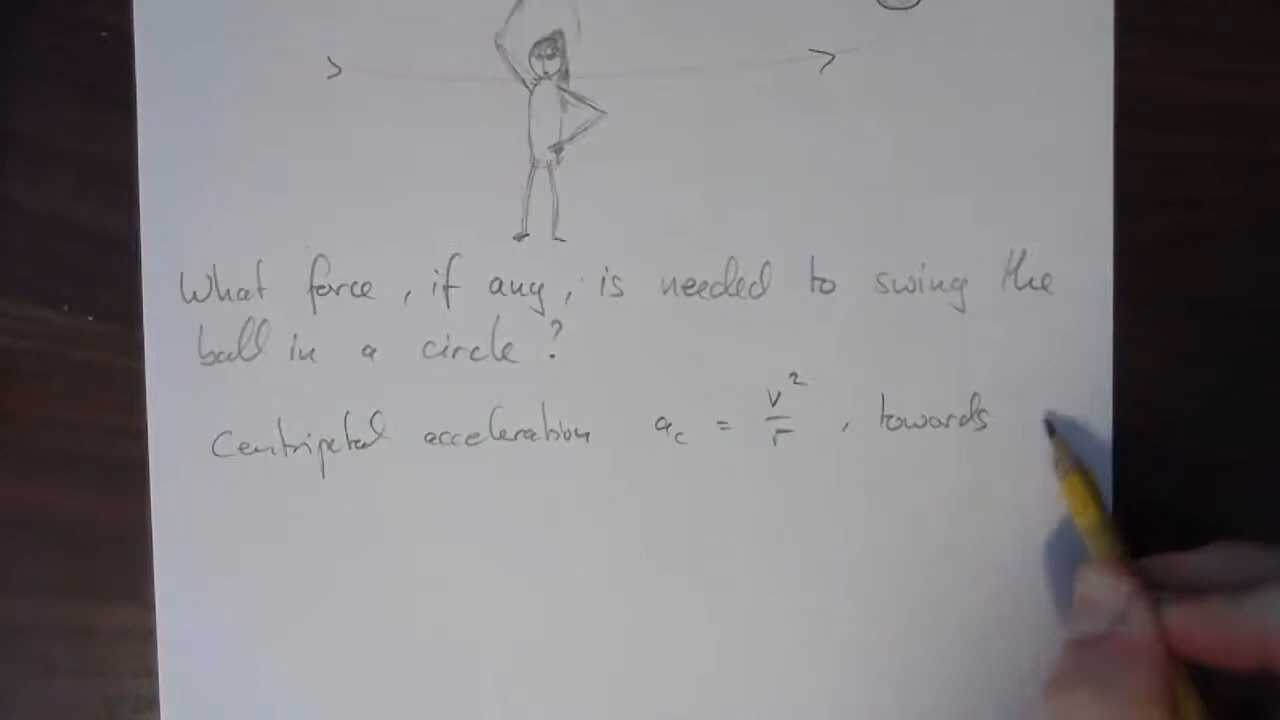 What force, if any, is needed to swing the
ball in a circle?
Centripetal acceleration a_c = v²/r, towards